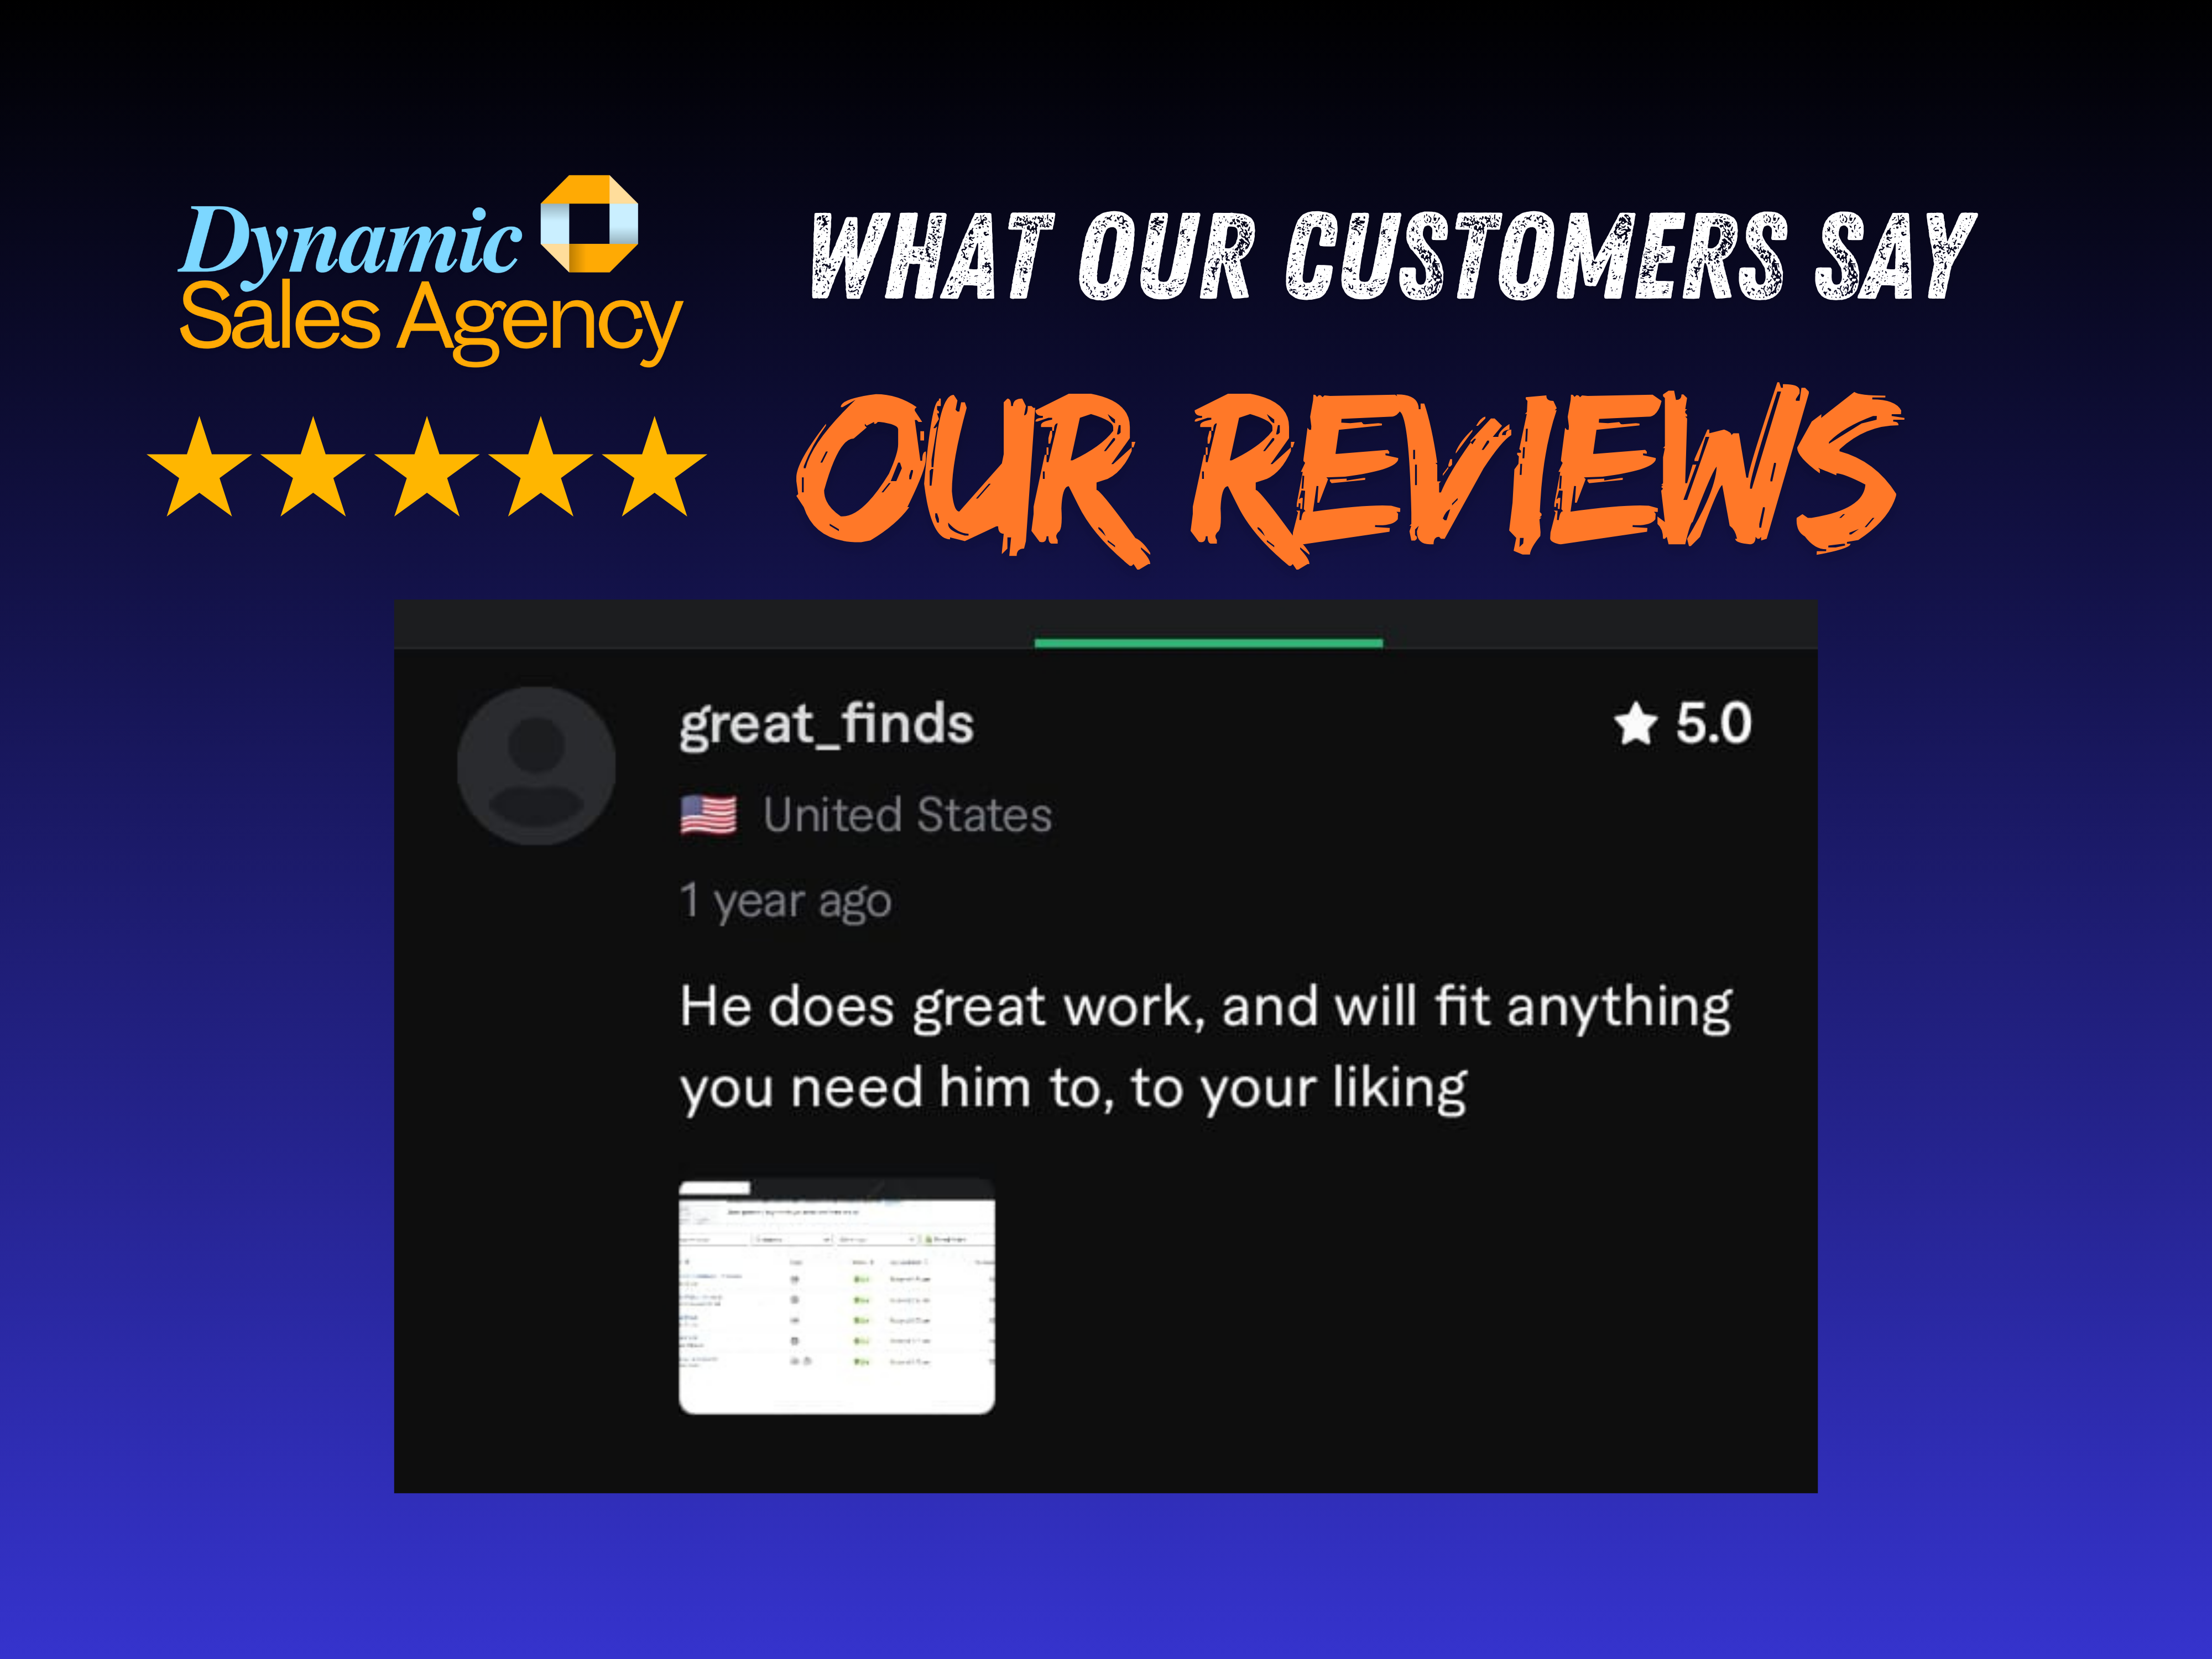 Dynamic
Sales Agency
WHAT OUR CUSTOMERS SAY
OUR REVIEWS
great_finds
5.0
United States
1 year ago
He does great work, and will fit anything
you need him to, to your liking